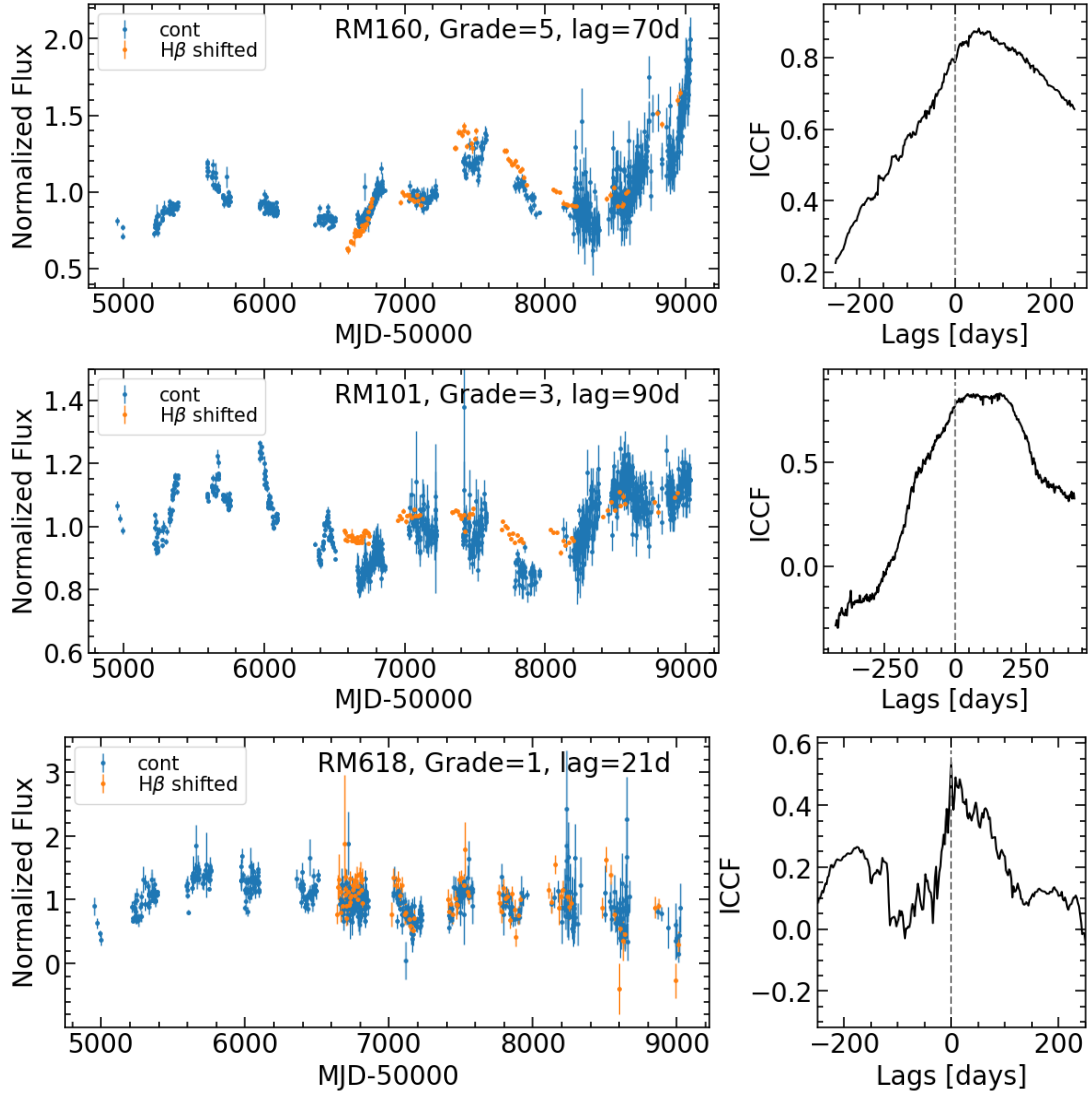 RM160, Grade=5, lag=70d
cont
Hβ shifted
Normalized Flux
2.0
1.5
1.0
0.5
5000 6000 7000 8000 9000
MJD-50000
ICCF
0.8
0.6
0.4
0.2
−200 0 200
Lags [days]
RM101, Grade=3, lag=90d
cont
Hβ shifted
Normalized Flux
1.4
1.2
1.0
0.8
0.6
5000 6000 7000 8000 9000
MJD-50000
ICCF
0.5
0.0
−250 0 250
Lags [days]
RM618, Grade=1, lag=21d
cont
Hβ shifted
Normalized Flux
3
2
1
0
5000 6000 7000 8000 9000
MJD-50000
ICCF
0.6
0.4
0.2
0.0
−0.2
−200 0 200
Lags [days]